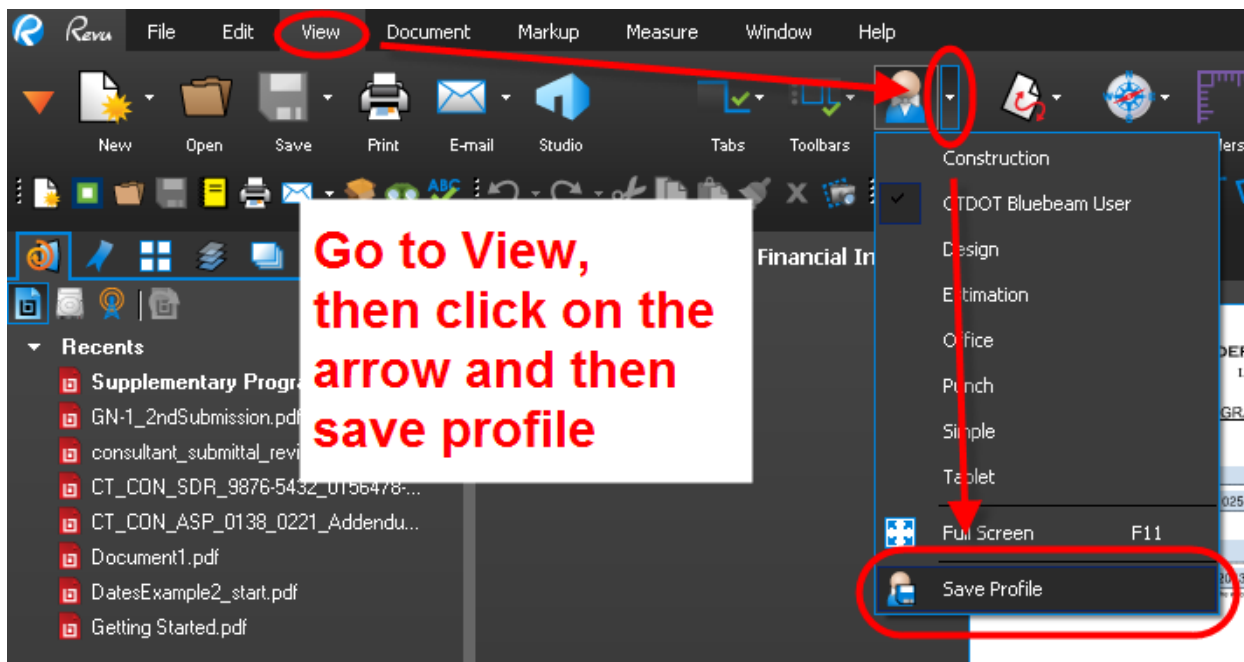 Revu File Edit View Document Markup Measure Window Help
New Open Save Print E-mail Studio Tabs Toolbars
ABC
Construction
CTDOT Bluebeam User
Design
Estimation
Office
Punch
Simple
Tablet
Full Screen F11
Save Profile
Go to View,
then click on the
arrow and then
save profile
Financial In
Recents
Supplementary Progra
GN-1_2ndSubmission.pdf
consultant_submittal_revi
CT_CON_SDR_9876-5432_0156478-...
CT_CON_ASP_0138_0221_Addendu...
Document1.pdf
DatesExample2_start.pdf
Getting Started.pdf